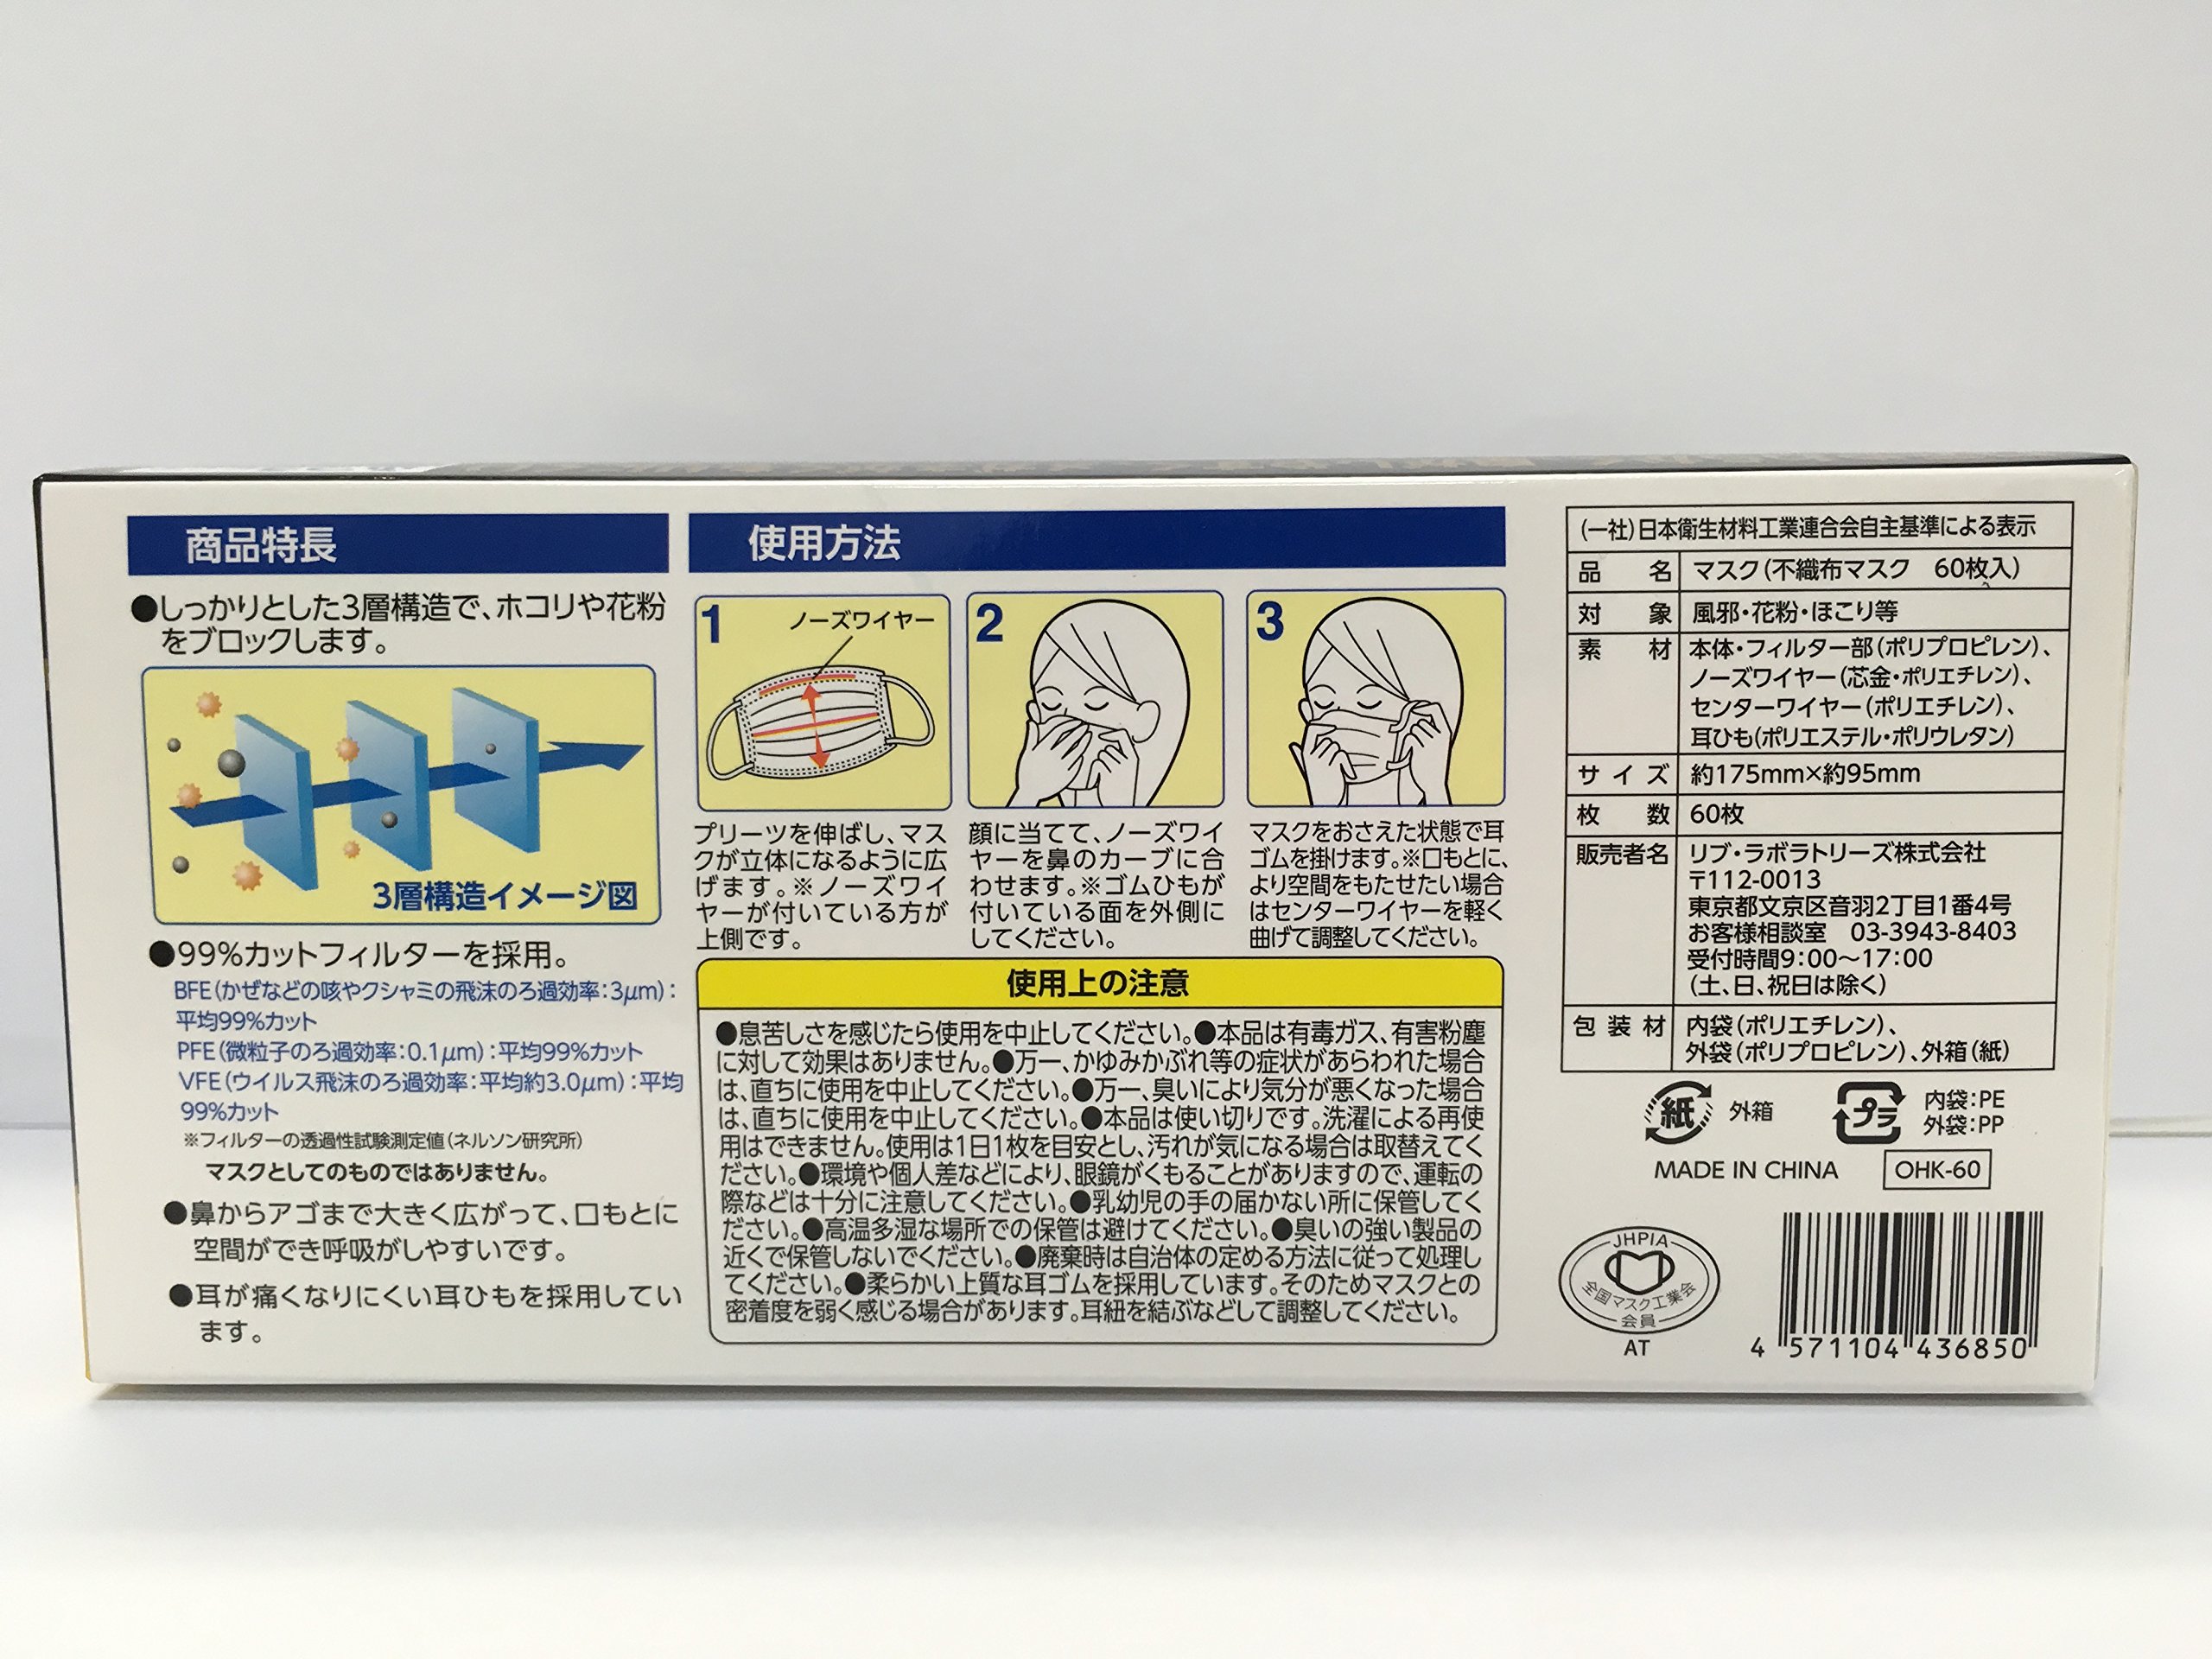 商品特長
●しっかりとした3層構造で、ホコリや花粉
をブロックします。
3層構造イメージ図
●99%カットフィルターを採用。
BFE(かぜなどの咳やクシャミの飛沫のろ過効率:3μm):
平均99%カット
PFE(微粒子のろ過効率:0.1μm):平均99%カット
VFE(ウイルス飛沫のろ過効率:平均約3.0μm):平均
99%カット
※フィルターの透過性試験測定値(ネルソン研究所)
マスクとしてのものではありません。
●鼻からアゴまで大きく広がって、口もとに
空間ができ呼吸がしやすいです。
●耳が痛くなりにくい耳ひもを採用してい
ます。
使用方法
1
ノーズワイヤー
プリーツを伸ばし、マス
クが立体になるように広
げます。※ノーズワイ
ヤーが付いている方が
上側です。
2
顔に当てて、ノーズワイ
ヤーを鼻のカーブに合
わせます。※ゴムひもが
付いている面を外側に
してください。
3
マスクをおさえた状態で耳
ゴムを掛けます。※口もとに、
より空間をもたせたい場合
はセンターワイヤーを軽く
曲げて調整してください。
使用上の注意
●息苦しさを感じたら使用を中止してください。●本品は有毒ガス、有害粉塵
に対して効果はありません。●万一、かゆみかぶれ等の症状があらわれた場合
は、直ちに使用を中止してください。●万一、臭いにより気分が悪くなった場合
は、直ちに使用を中止してください。●本品は使い切りです。洗濯による再使
用はできません。使用は1日1枚を目安とし、汚れが気になる場合は取替えてく
ださい。●環境や個人差などにより、眼鏡がくもることがありますので、運転の
際などは十分に注意してください。●乳幼児の手の届かない所に保管してく
ださい。●高温多湿な場所での保管は避けてください。●臭いの強い製品の
近くで保管しないでください。●廃棄時は自治体の定める方法に従って処理し
てください。●柔らかい上質な耳ゴムを採用しています。そのためマスクとの
密着度を弱く感じる場合があります。耳紐を結ぶなどして調整してください。
(一社)日本衛生材料工業連合会自主基準による表示
品 名 マスク(不織布マスク 60枚入)
対 象 風邪・花粉・ほこり等
素 材 本体・フィルター部(ポリプロピレン)、
ノーズワイヤー(芯金・ポリエチレン)、
センターワイヤー(ポリエチレン)、
耳ひも(ポリエステル・ポリウレタン)
サイズ 約175mm×約95mm
枚 数 60枚
販売者名 リブ・ラボラトリーズ株式会社
〒112-0013
東京都文京区音羽2丁目1番4号
お客様相談室 03-3943-8403
受付時間9:00～17:00
(土、日、祝日は除く)
包装材 内袋(ポリエチレン)、
外袋(ポリプロピレン)、外箱(紙)
紙 外箱
プラ 内袋:PE
外袋:PP
MADE IN CHINA OHK-60
JHPIA
全国マスク工業会
会員
AT
4 571104 436850